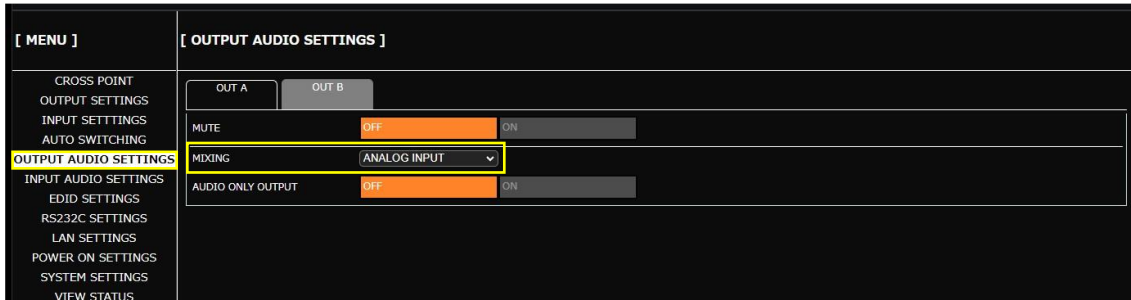 [ MENU ]
[ OUTPUT AUDIO SETTINGS ]
CROSS POINT
OUTPUT SETTINGS
INPUT SETTTINGS
AUTO SWITCHING
OUTPUT AUDIO SETTINGS
INPUT AUDIO SETTINGS
EDID SETTINGS
RS232C SETTINGS
LAN SETTINGS
POWER ON SETTINGS
SYSTEM SETTINGS
VIEW STATUS
OUT A OUT B
MUTE OFF ON
MIXING ANALOG INPUT
AUDIO ONLY OUTPUT OFF ON